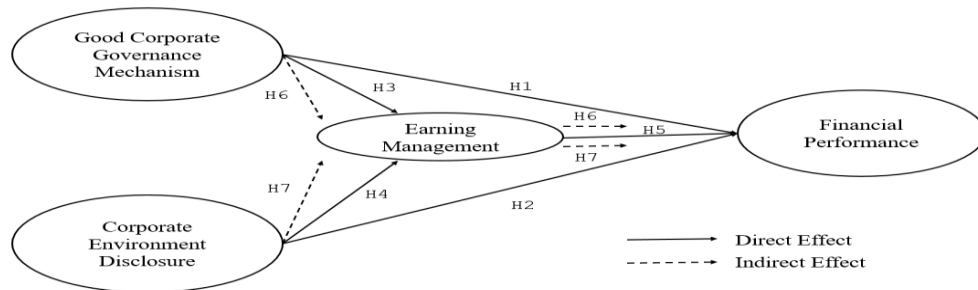 Good Corporate
Governance
Mechanism
H1
H3
H6
Earning
Management
H6
H5
H7
Financial
Performance
H7
H4
H2
Corporate
Environment
Disclosure
Direct Effect
Indirect Effect